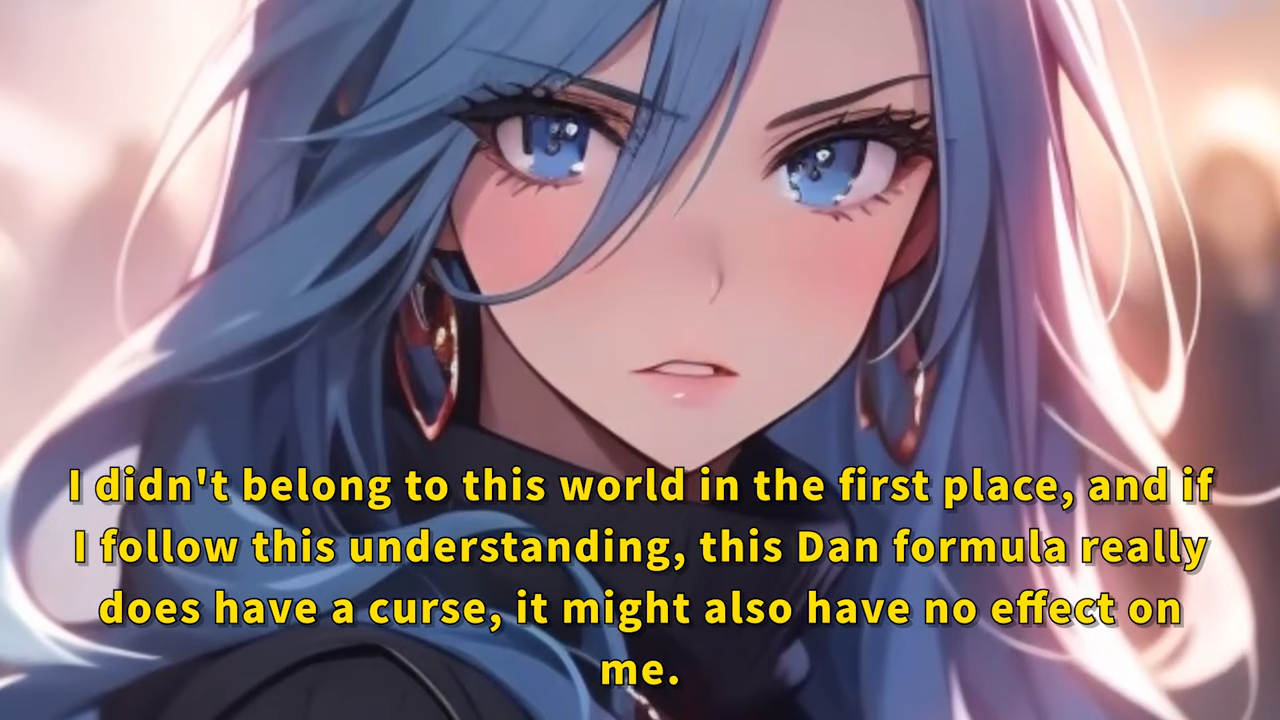 I didn't belong to this world in the first place, and if
I follow this understanding, this Dan formula really
does have a curse, it might also have no effect on
me.